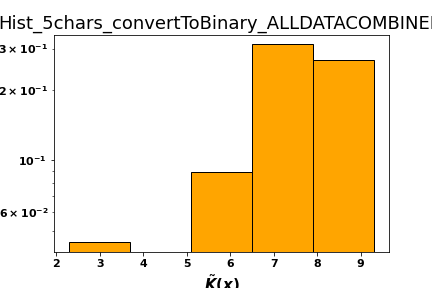 Hist_5chars_convertToBinary_ALLDATACOMBINE
3 × 10⁻¹
2 × 10⁻¹
10⁻¹
6 × 10⁻²
2 3 4 5 6 7 8 9
K̃(x)